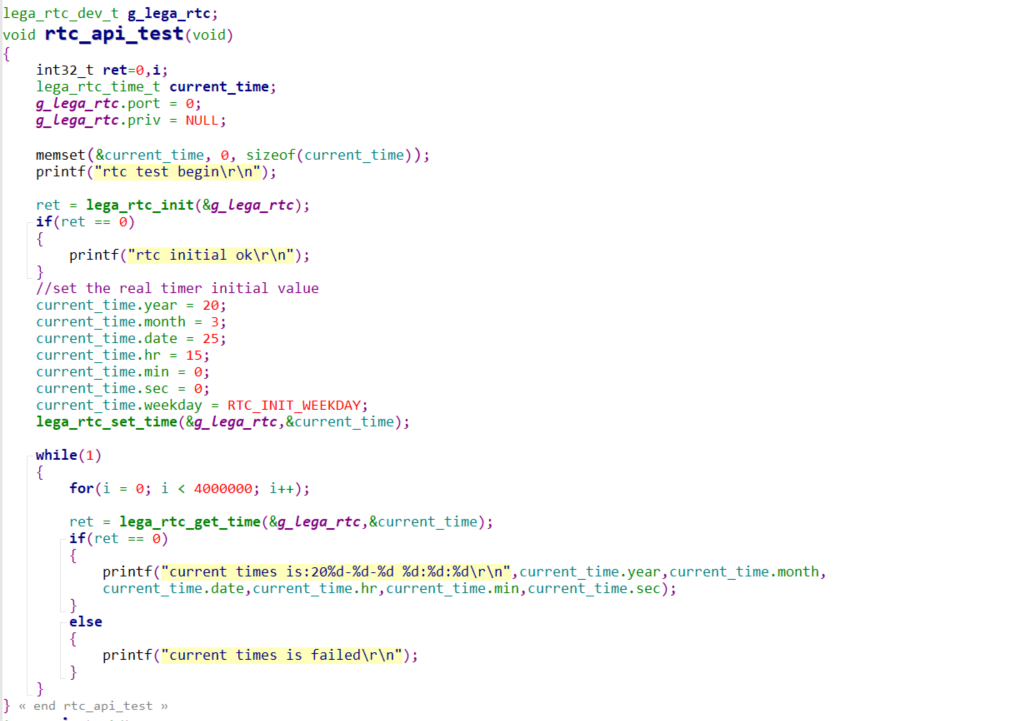 lega_rtc_dev_t g_lega_rtc;
void rtc_api_test(void)
{
    int32_t ret=0,i;
    lega_rtc_time_t current_time;
    g_lega_rtc.port = 0;
    g_lega_rtc.priv = NULL;

    memset(&current_time, 0, sizeof(current_time));
    printf("rtc test begin\r\n");

    ret = lega_rtc_init(&g_lega_rtc);
    if(ret == 0)
    {
        printf("rtc initial ok\r\n");
    }
    //set the real timer initial value
    current_time.year = 20;
    current_time.month = 3;
    current_time.date = 25;
    current_time.hr = 15;
    current_time.min = 0;
    current_time.sec = 0;
    current_time.weekday = RTC_INIT_WEEKDAY;
    lega_rtc_set_time(&g_lega_rtc,&current_time);

    while(1)
    {
        for(i = 0; i < 4000000; i++);

        ret = lega_rtc_get_time(&g_lega_rtc,&current_time);
        if(ret == 0)
        {
            printf("current times is:20%d-%d-%d %d:%d:%d\r\n",current_time.year,current_time.month,
            current_time.date,current_time.hr,current_time.min,current_time.sec);
        }
        else
        {
            printf("current times is failed\r\n");
        }
    }
} « end rtc_api_test »